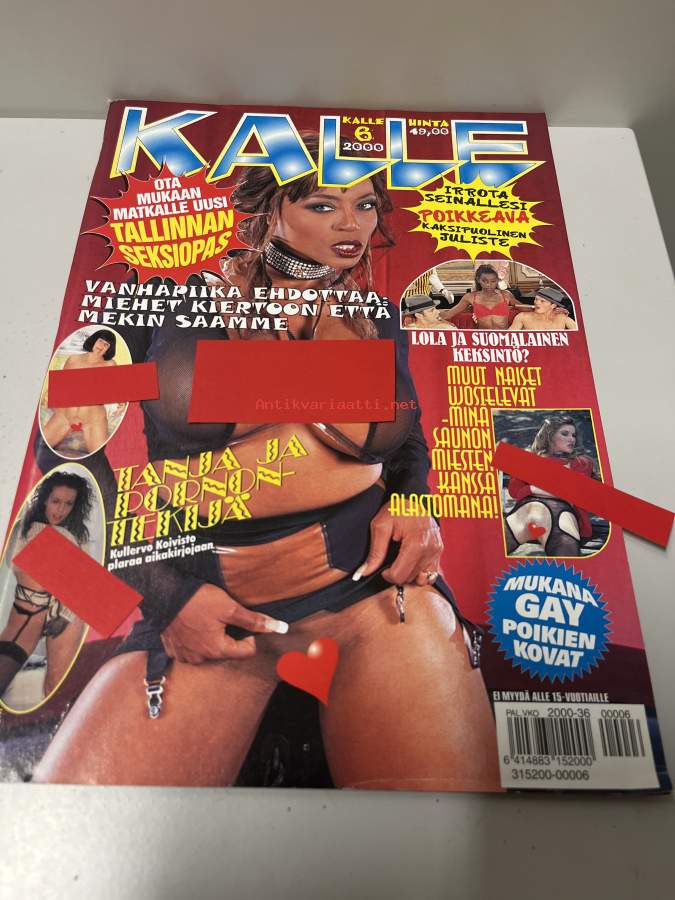 KALLE
KALLE
6
2000
HINTA
49,00
OTA
MUKAAN
MATKALLE UUSI
TALLINNAN
SEKSIOPAS
IRROTA
SEINÄLLESI
POIKKEAVA
KAKSIPUOLINEN
JULISTE
VANHAPIIKA EHDOTTAA:
MIEHET KIERTOON ETTÄ
MEKIN SAAMME
LOLA JA SUOMALAINEN
KEKSINTÖ?
MUUT NAISET
UJOSTELEVAT
-MINÄ
SAUNON
MIESTEN
KANSSA
ALASTOMANA!
Antikvariaatti.net
TANJA JA
PORNON-
TEKIJÄ
Kullervo Koivisto
plaraa aikakirjojaan...
MUKANA
GAY
POIKIEN
KOVAT
EI MYYDÄ ALLE 15-VUOTIAILLE
PAL.VKO 2000-36 00006
6 414883 152000
315200-00006